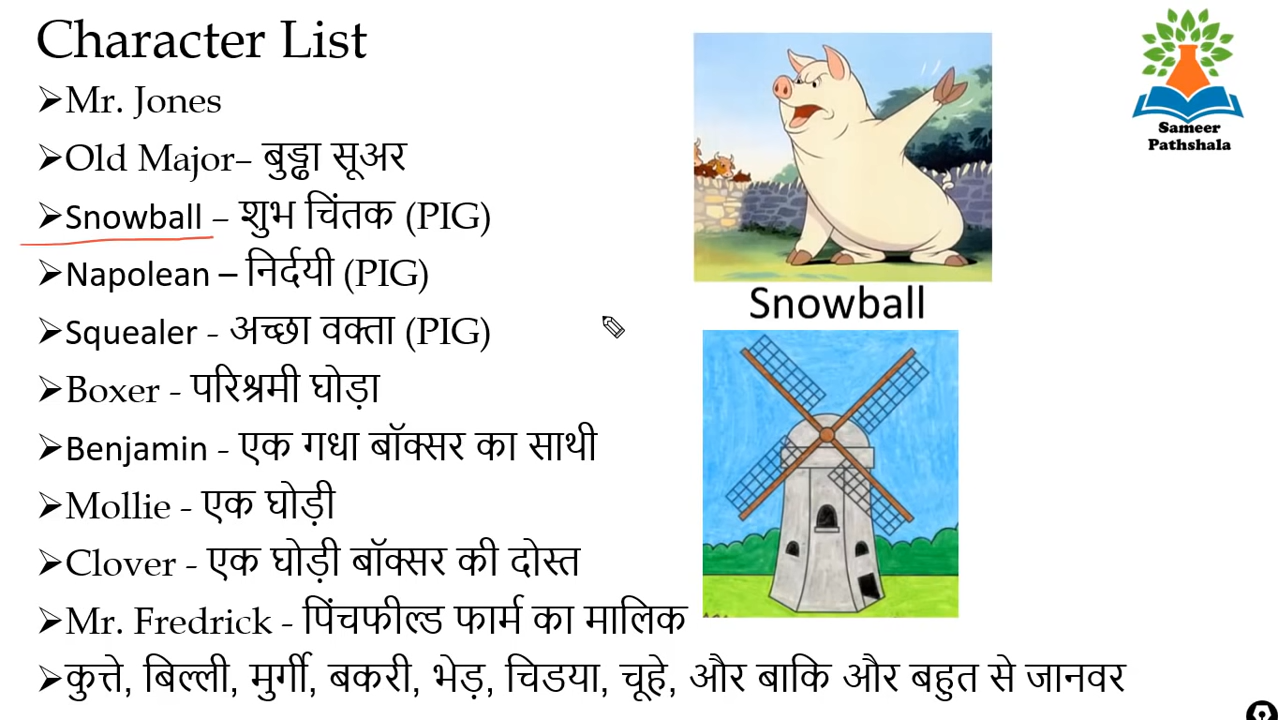 Character List
➢Mr. Jones
➢Old Major– बुड्ढा सूअर
➢Snowball – शुभ चिंतक (PIG)
➢Napolean – निर्दयी (PIG)
➢Squealer - अच्छा वक्ता (PIG)
➢Boxer - परिश्रमी घोड़ा
➢Benjamin - एक गधा बॉक्सर का साथी
➢Mollie - एक घोड़ी
➢Clover - एक घोड़ी बॉक्सर की दोस्त
➢Mr. Fredrick - पिंचफील्ड फार्म का मालिक
➢कुत्ते, बिल्ली, मुर्गी, बकरी, भेड़, चिडया, चूहे, और बाकि और बहुत से जानवर
Snowball
Sameer
Pathshala